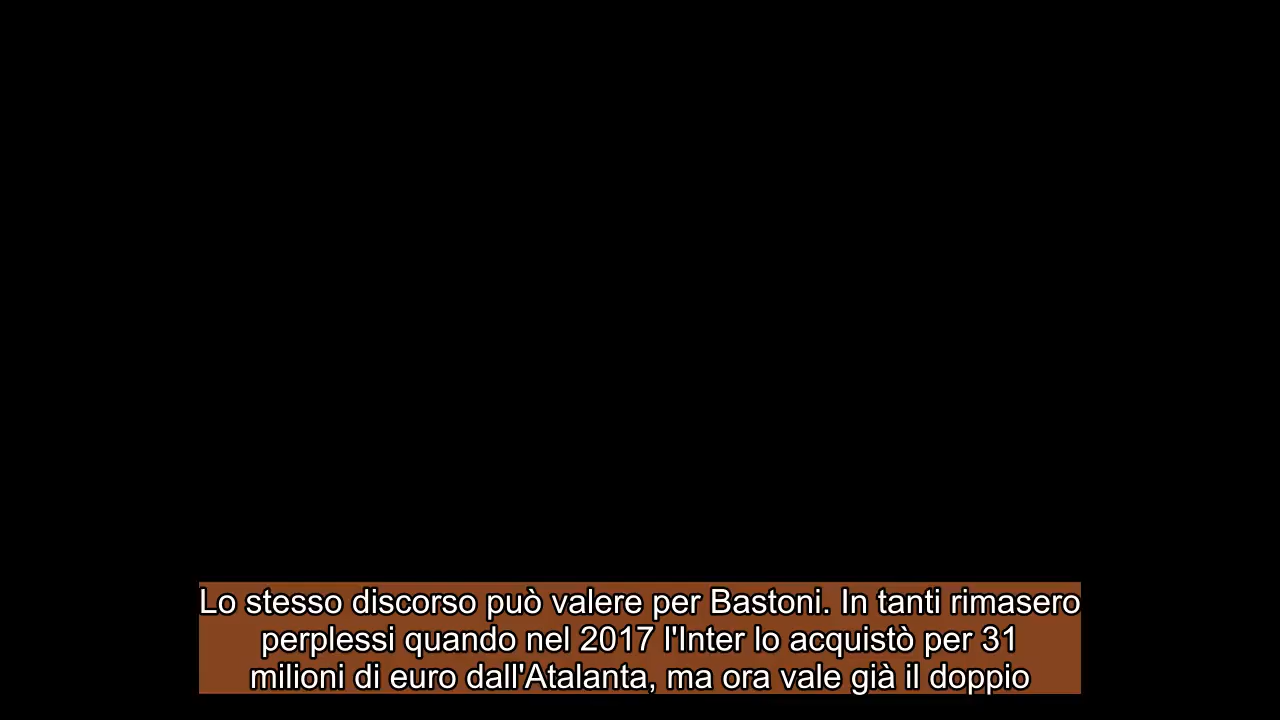 Lo stesso discorso può valere per Bastoni. In tanti rimasero
perplessi quando nel 2017 l'Inter lo acquistò per 31
milioni di euro dall'Atalanta, ma ora vale già il doppio